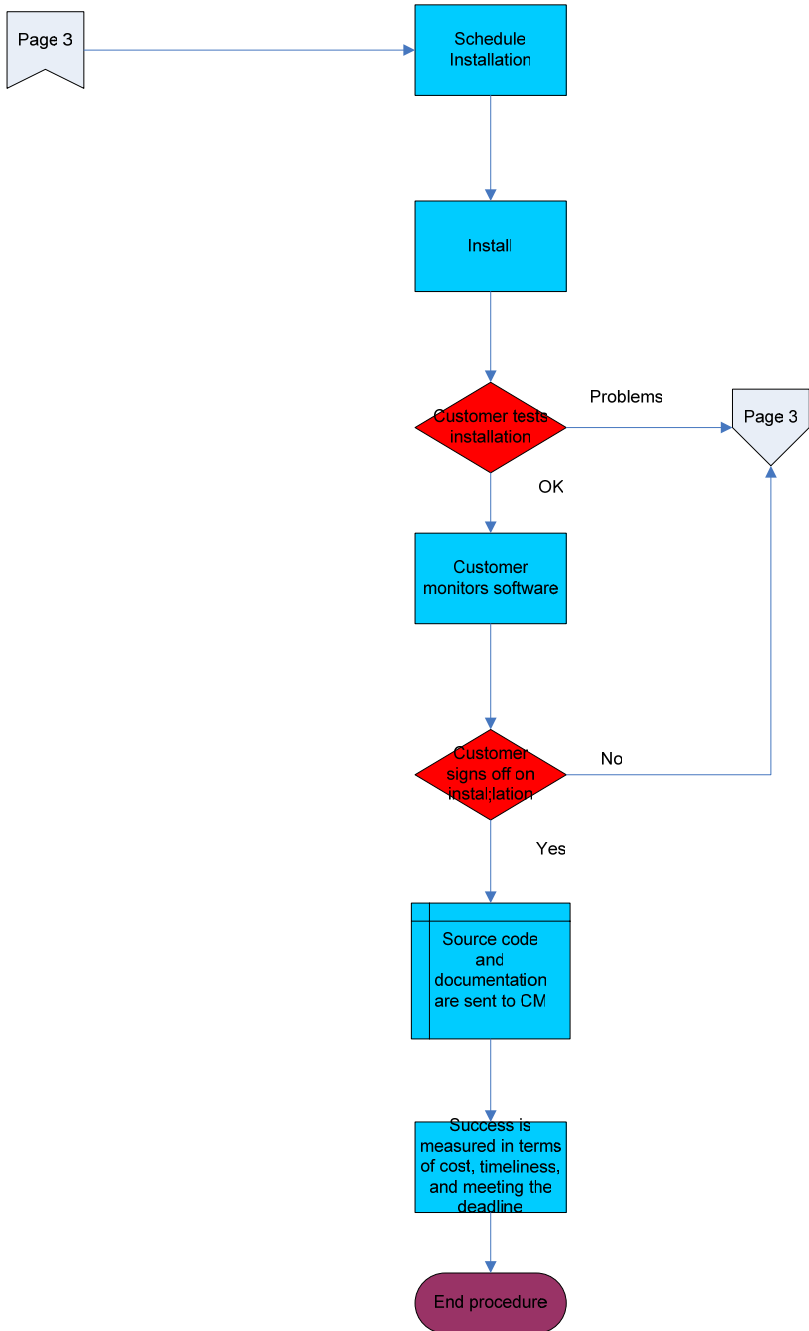 Page 3
Schedule
Installation
Install
Customer tests
installation
Problems
Page 3
OK
Customer
monitors software
Customer
signs off on
instal;lation
No
Yes
Source code
and
documentation
are sent to CM
Success is
measured in terms
of cost, timeliness,
and meeting the
deadline
End procedure